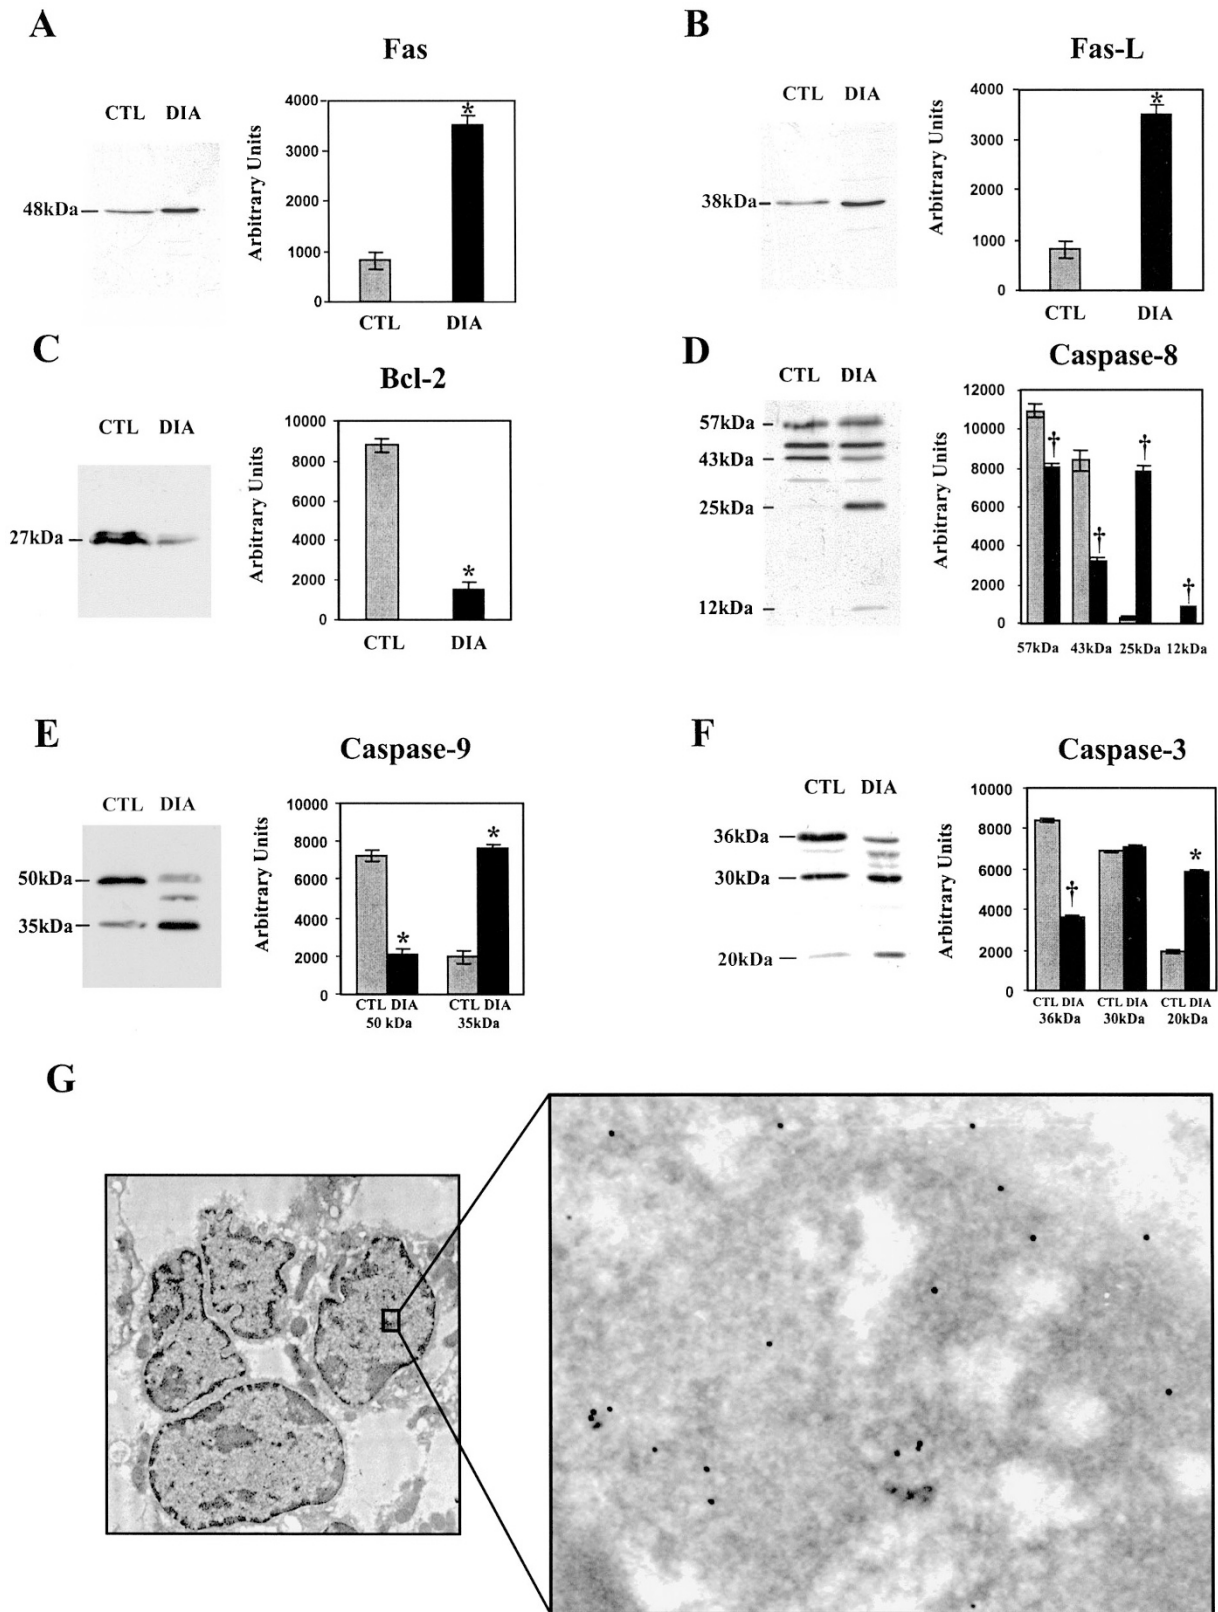 A
Fas
CTL DIA
48kDa
Arbitrary Units
4000
3000
2000
1000
0
CTL DIA
B
Fas-L
CTL DIA
38kDa
Arbitrary Units
4000
3000
2000
1000
0
CTL DIA
C
Bcl-2
CTL DIA
27kDa
Arbitrary Units
10000
8000
6000
4000
2000
0
*
CTL DIA
D
Caspase-8
CTL DIA
57kDa
43kDa
25kDa
12kDa
Arbitrary Units
12000
10000
8000
6000
4000
2000
0
† † † †
57kDa 43kDa 25kDa 12kDa
E
Caspase-9
CTL DIA
50kDa
35kDa
Arbitrary Units
10000
8000
6000
4000
2000
0
* *
CTL DIA CTL DIA
50 kDa 35kDa
F
Caspase-3
CTL DIA
36kDa
30kDa
20kDa
Arbitrary Units
10000
8000
6000
4000
2000
0
† *
CTL DIA CTL DIA CTL DIA
36kDa 30kDa 20kDa
G